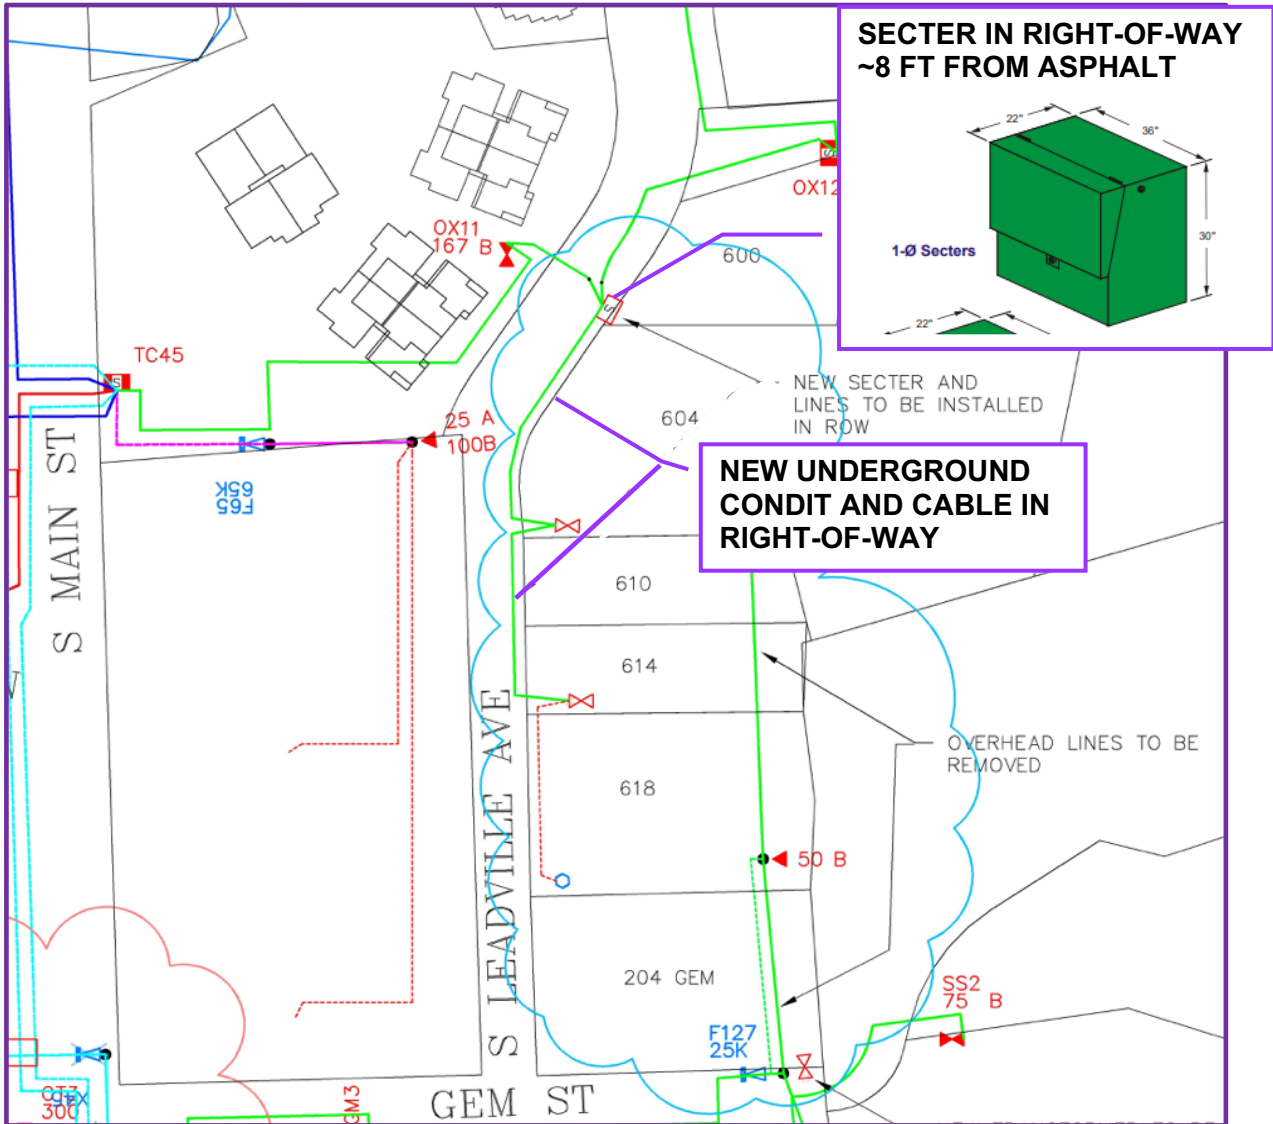 SECTER IN RIGHT-OF-WAY
~8 FT FROM ASPHALT
22"
36"
30"
1-Ø Secters
22"
OX11
167 B
OX12
S
600
S
TC45
S
NEW SECTER AND
LINES TO BE INSTALLED
IN ROW
604
25 A
100B
F65
65K
NEW UNDERGROUND
CONDIT AND CABLE IN
RIGHT-OF-WAY
S MAIN ST
610
614
S LEADVILLE AVE
OVERHEAD LINES TO BE
REMOVED
618
50 B
204 GEM
SS2
75 B
F127
25K
300
GM3
GEM ST